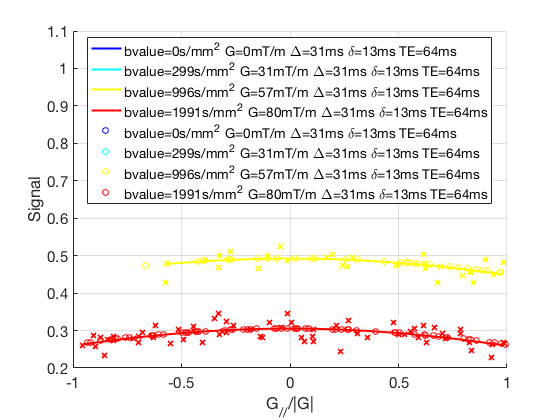 1.1
1
0.9
0.8
0.7
0.6
0.5
0.4
0.3
0.2
Signal
bvalue=0s/mm² G=0mT/m Δ=31ms δ=13ms TE=64ms
bvalue=299s/mm² G=31mT/m Δ=31ms δ=13ms TE=64ms
bvalue=996s/mm² G=57mT/m Δ=31ms δ=13ms TE=64ms
bvalue=1991s/mm² G=80mT/m Δ=31ms δ=13ms TE=64ms
bvalue=0s/mm² G=0mT/m Δ=31ms δ=13ms TE=64ms
bvalue=299s/mm² G=31mT/m Δ=31ms δ=13ms TE=64ms
bvalue=996s/mm² G=57mT/m Δ=31ms δ=13ms TE=64ms
bvalue=1991s/mm² G=80mT/m Δ=31ms δ=13ms TE=64ms
-1 -0.5 0 0.5 1
G_{//}/|G|